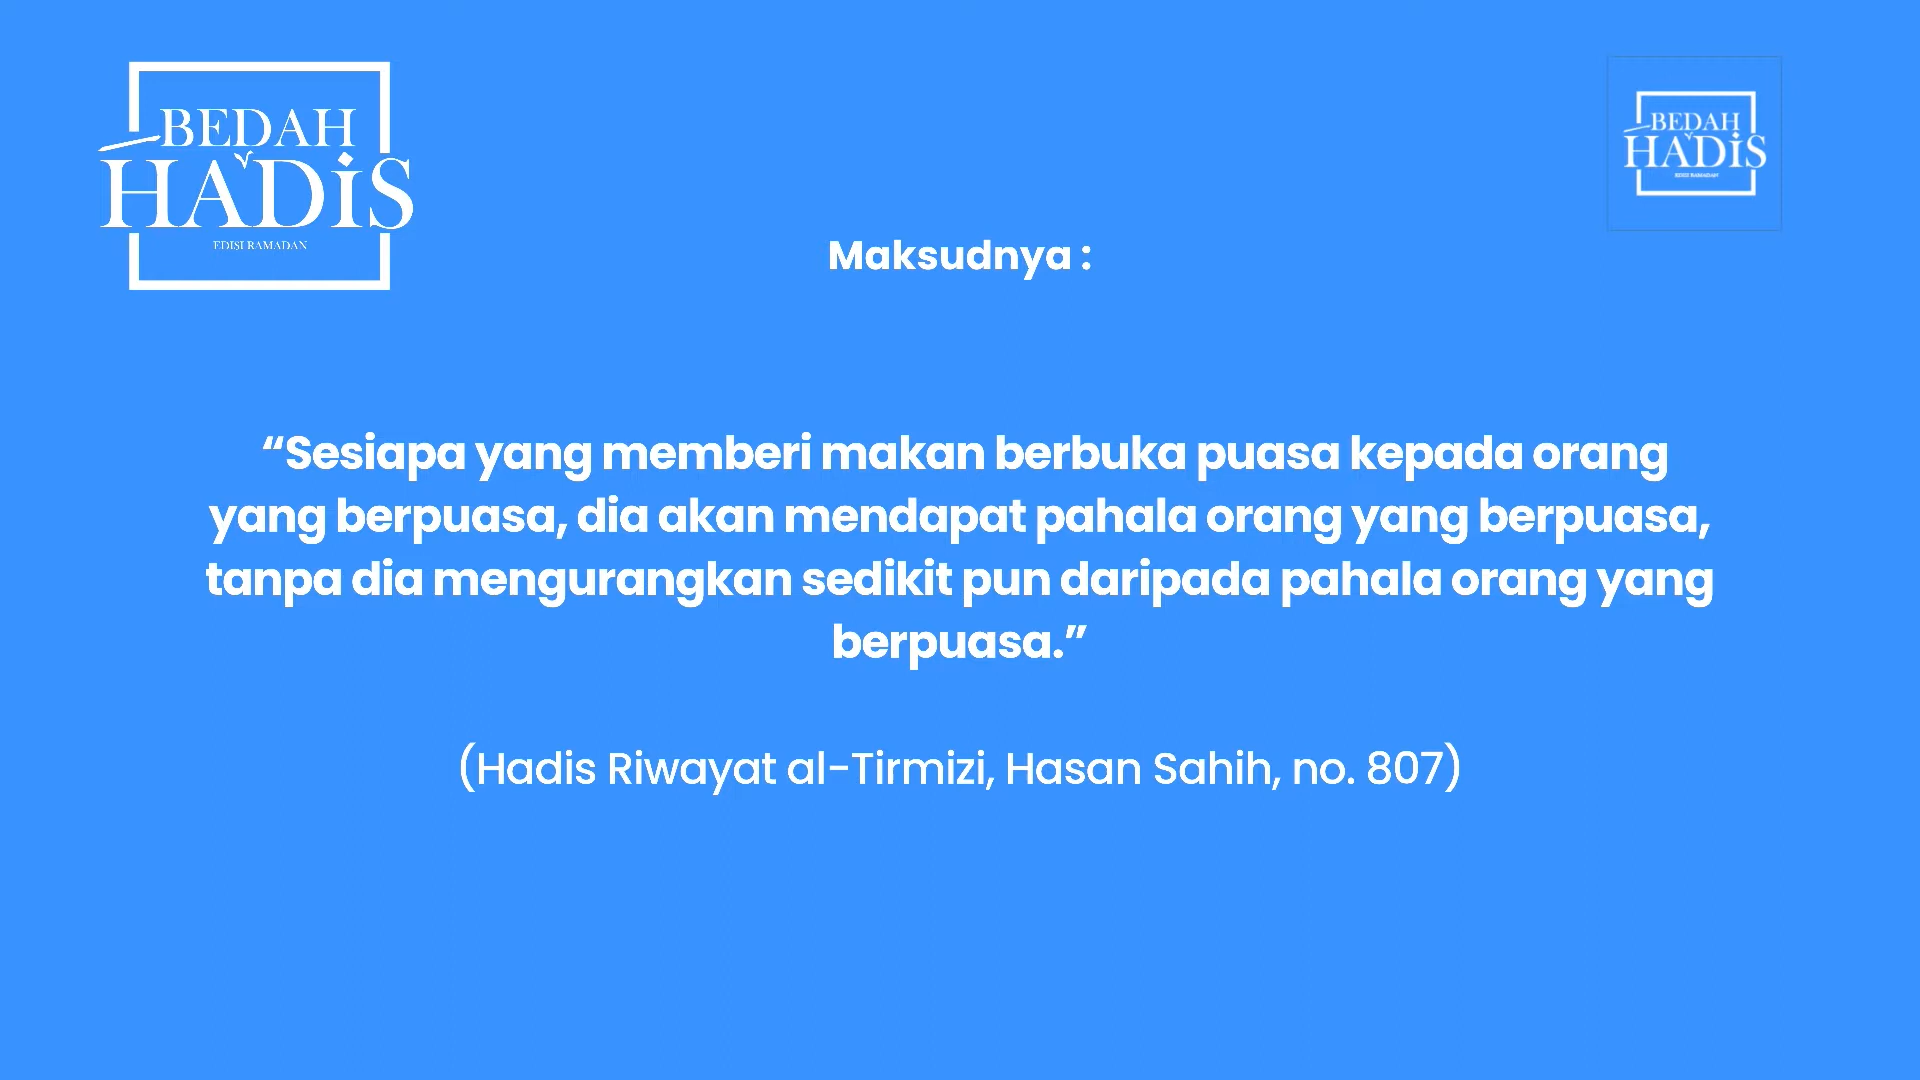 BEDAH
HADIS
EDISI RAMADAN
BEDAH
HADIS
EDISI RAMADAN
Maksudnya :
“Sesiapa yang memberi makan berbuka puasa kepada orang
yang berpuasa, dia akan mendapat pahala orang yang berpuasa,
tanpa dia mengurangkan sedikit pun daripada pahala orang yang
berpuasa.”
(Hadis Riwayat al-Tirmizi, Hasan Sahih, no. 807)